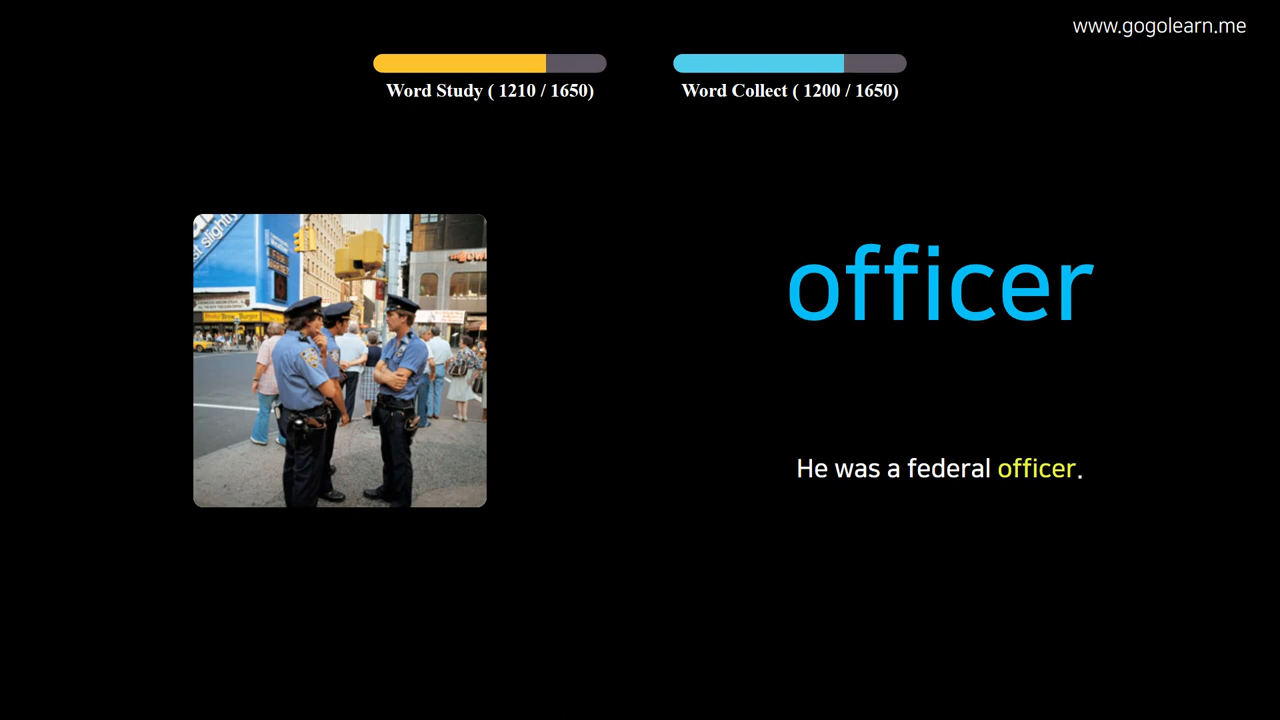 www.gogolearn.me
Word Study ( 1210 / 1650)
Word Collect ( 1200 / 1650)
officer
He was a federal officer.